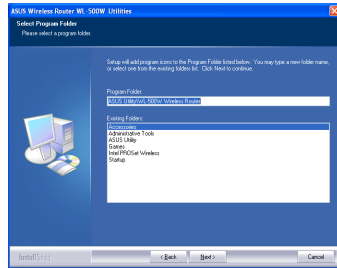 ASUS Wireless Router WL-500W Utilities
Select Program Folder
Please select a program folder.
Setup will add program icons to the Program Folder listed below. You may type a new folder name,
or select one from the existing folders list. Click Next to continue.
Program Folder:
ASUS Utility\WL-500W Wireless Router
Existing Folders:
Accessories
Administrative Tools
ASUS Utility
Games
Intel PROSet Wireless
Startup
InstallShield
< Back
Next >
Cancel